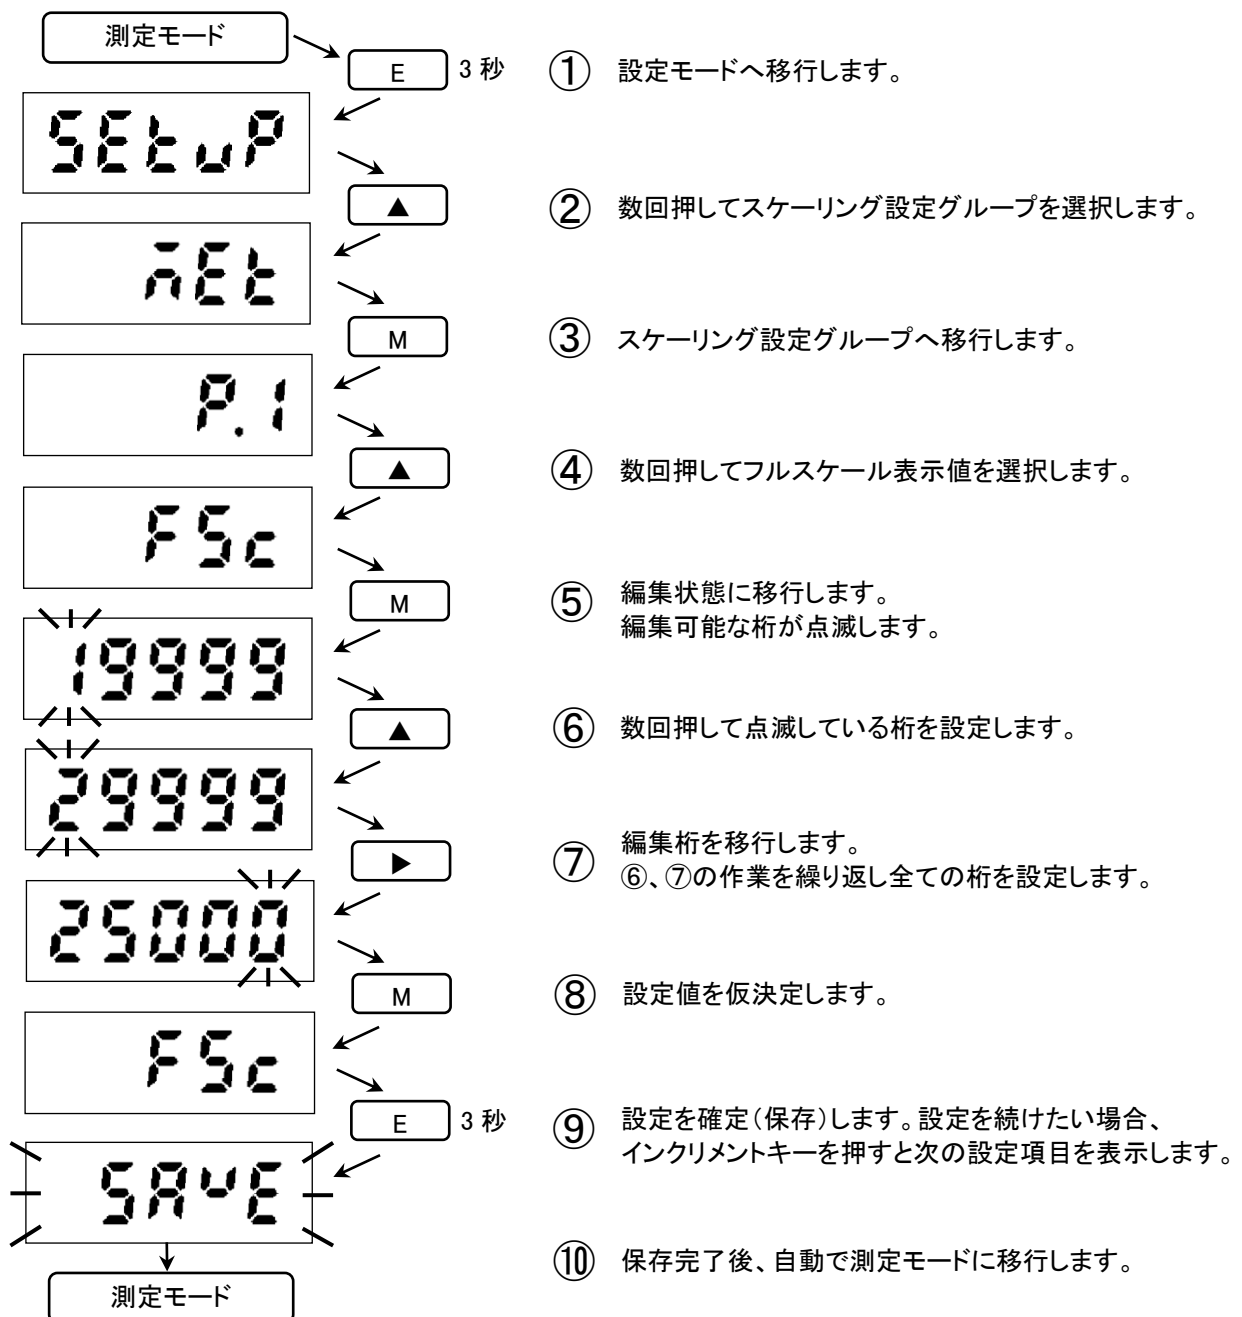 測定モード
E 3 秒 ① 設定モードへ移行します。
SEtuP
▲ ② 数回押してスケーリング設定グループを選択します。
mEt
M ③ スケーリング設定グループへ移行します。
P.1
▲ ④ 数回押してフルスケール表示値を選択します。
FSc
M ⑤ 編集状態に移行します。
編集可能な桁が点滅します。
19999
▲ ⑥ 数回押して点滅している桁を設定します。
29999
▶ ⑦ 編集桁を移行します。
⑥、⑦の作業を繰り返し全ての桁を設定します。
25000
M ⑧ 設定値を仮決定します。
FSc
E 3 秒 ⑨ 設定を確定(保存)します。設定を続けたい場合、
インクリメントキーを押すと次の設定項目を表示します。
SAvE
⑩ 保存完了後、自動で測定モードに移行します。
測定モード